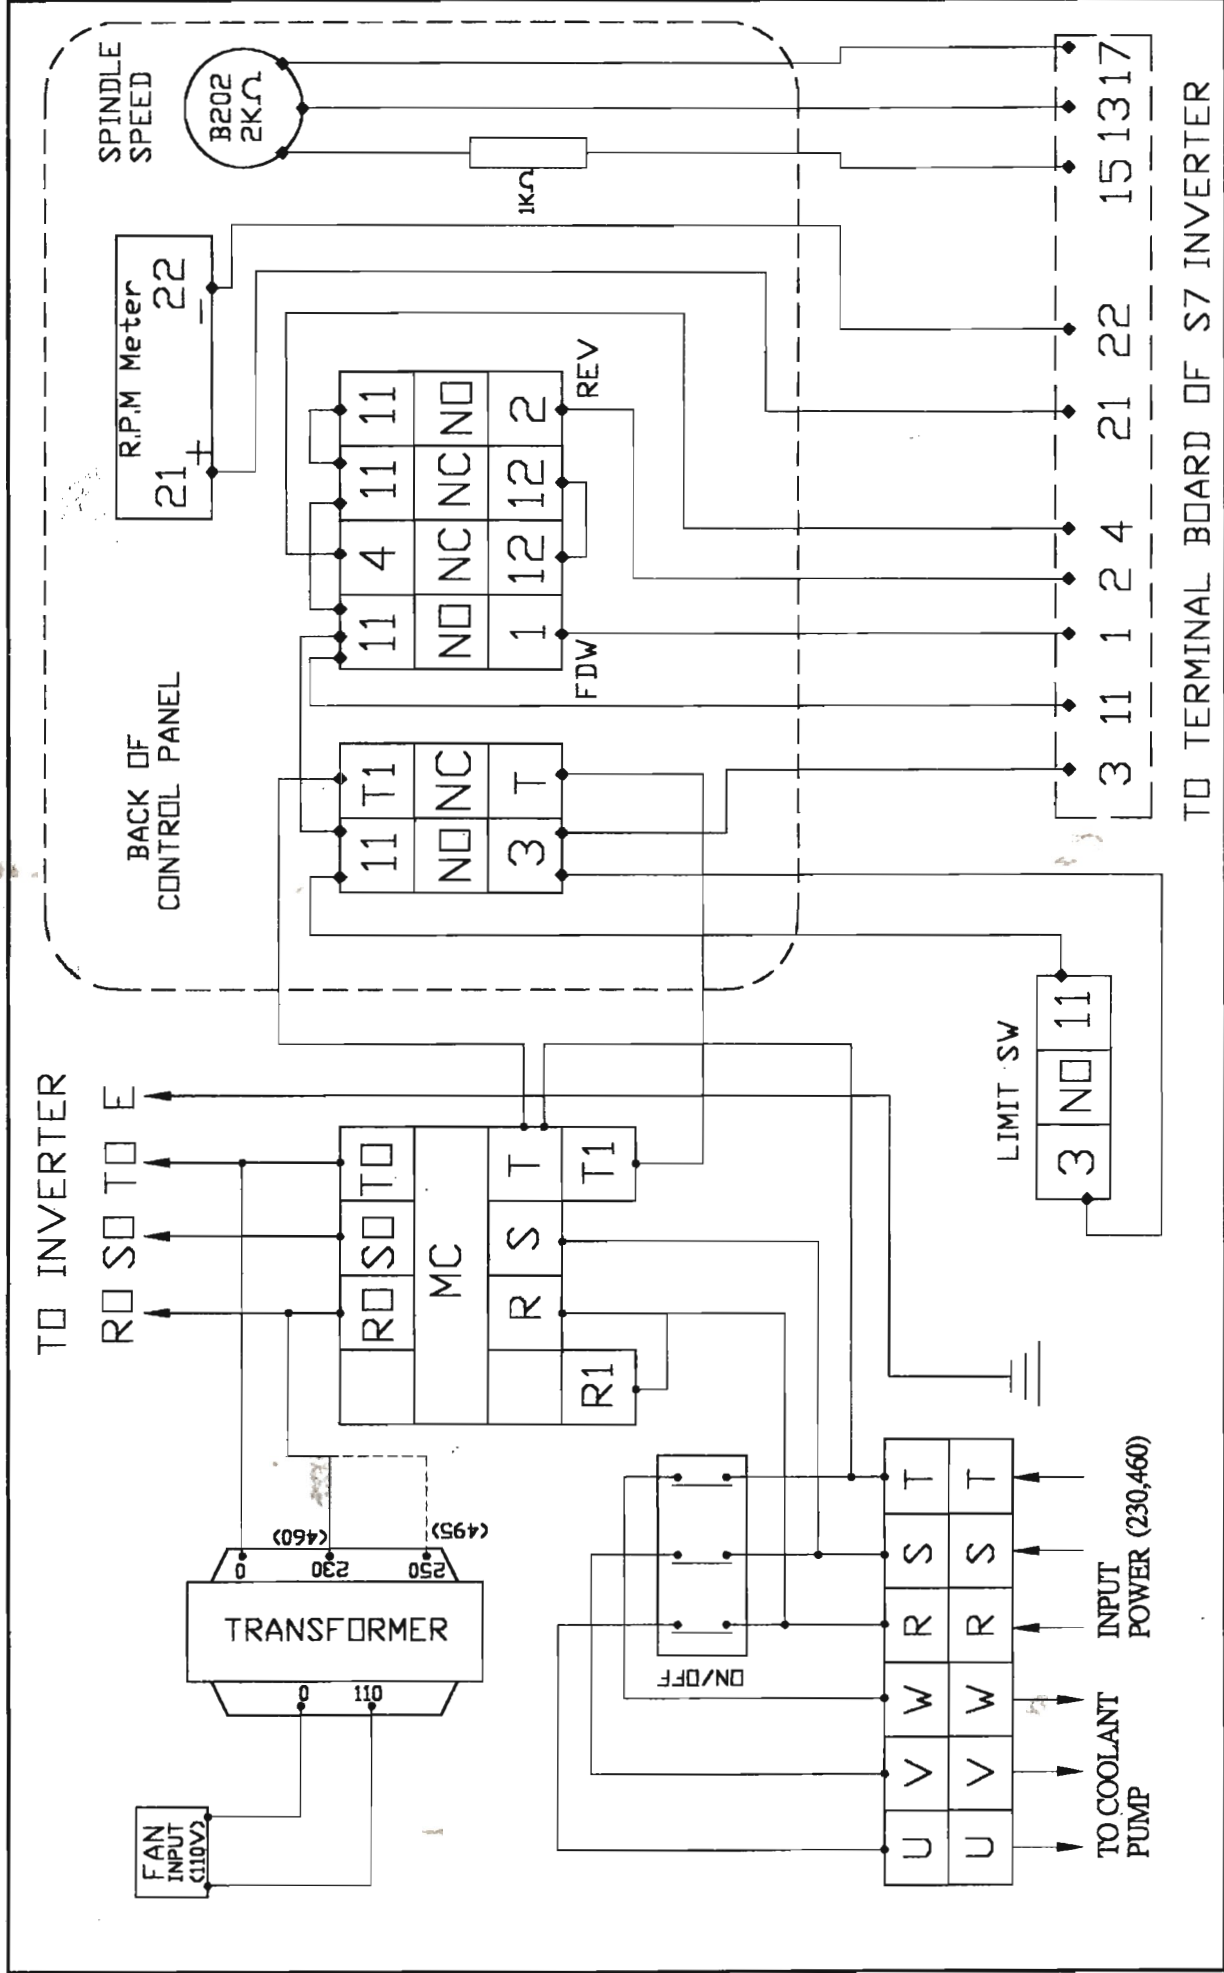 TO INVERTER
RO SO TO E
FAN
INPUT
(110V)
0
110
TRANSFORMER
0
230
(460)
250
(495)
RO
SO
TO
MC
R
S
T
R1
T1
BACK OF
CONTROL PANEL
11
T1
NO
NC
3
T
R.P.M Meter
21
+
22
-
11
4
11
11
NO
NC
NC
NO
1
12
12
2
FDW
REV
SPINDLE
SPEED
B202
2KΩ
1KΩ
ON/OFF
U
V
W
R
S
T
U
V
W
R
S
T
TO COOLANT
PUMP
INPUT
POWER (230,460)
LIMIT SW
3
NO
11
3
11
1
2
4
21
22
15
13
17
TO TERMINAL BOARD OF S7 INVERTER